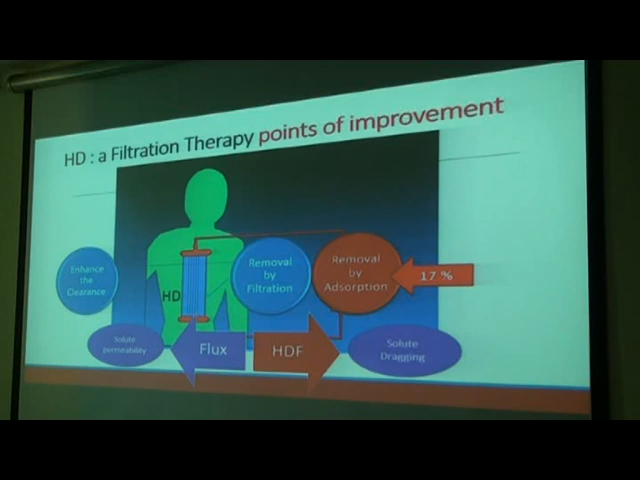 HD : a Filtration Therapy points of improvement
Enhance
the
Clearance
Removal
by
Filtration
Removal
by
Adsorption
17 %
HD
Solute
permeability
Flux
HDF
Solute
Dragging